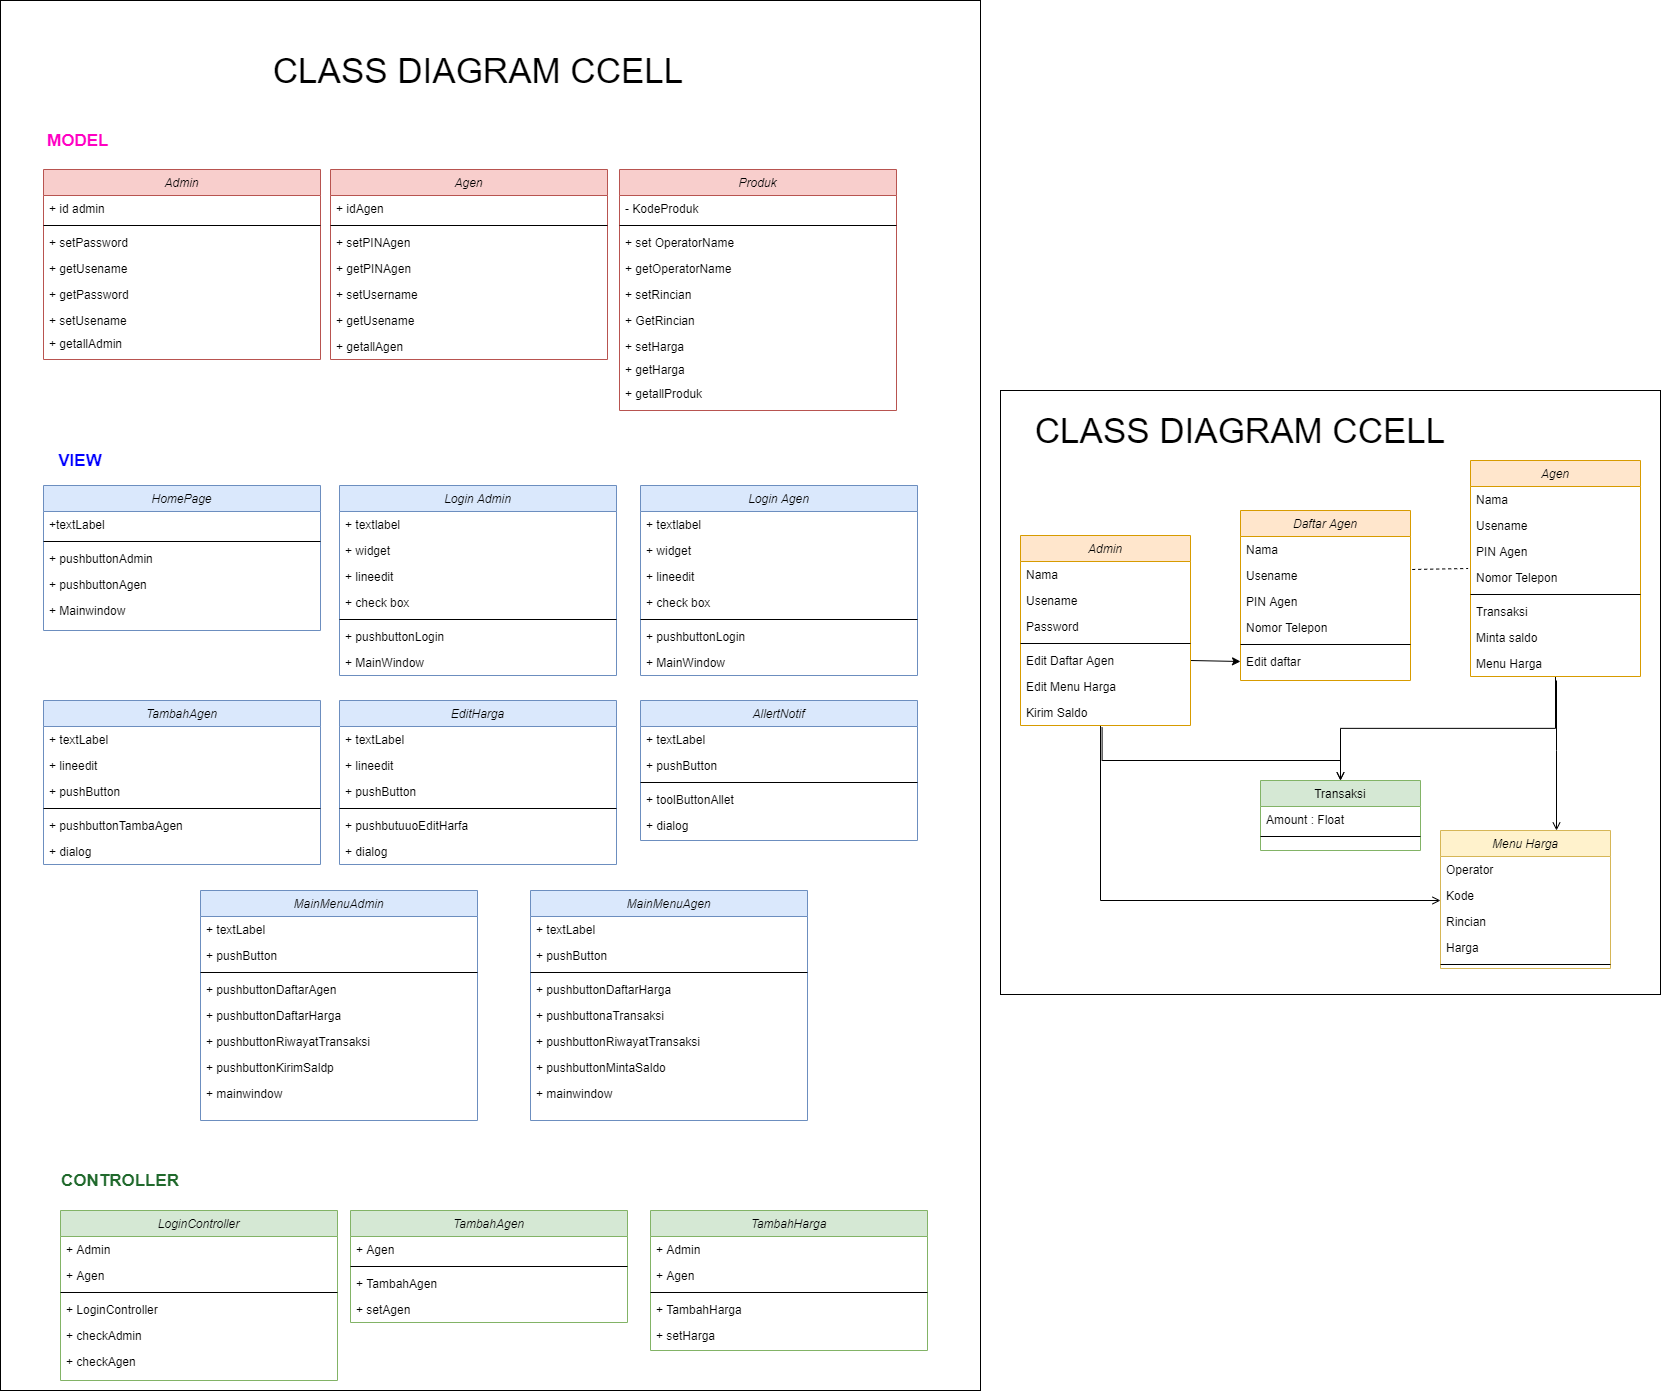 CLASS DIAGRAM CCELL
MODEL
Admin
+ id admin
+ setPassword
+ getUsename
+ getPassword
+ setUsename
+ getallAdmin
Agen
+ idAgen
+ setPINAgen
+ getPINAgen
+ setUsername
+ getUsename
+ getallAgen
Produk
- KodeProduk
+ set OperatorName
+ getOperatorName
+ setRincian
+ GetRincian
+ setHarga
+ getHarga
+ getallProduk
VIEW
HomePage
+textLabel
+ pushbuttonAdmin
+ pushbuttonAgen
+ Mainwindow
Login Admin
+ textlabel
+ widget
+ lineedit
+ check box
+ pushbuttonLogin
+ MainWindow
Login Agen
+ textlabel
+ widget
+ lineedit
+ check box
+ pushbuttonLogin
+ MainWindow
TambahAgen
+ textLabel
+ lineedit
+ pushButton
+ pushbuttonTambaAgen
+ dialog
EditHarga
+ textLabel
+ lineedit
+ pushButton
+ pushbutuuoEditHarfa
+ dialog
AllertNotif
+ textLabel
+ pushButton
+ toolButtonAllet
+ dialog
MainMenuAdmin
+ textLabel
+ pushButton
+ pushbuttonDaftarAgen
+ pushbuttonDaftarHarga
+ pushbuttonRiwayatTransaksi
+ pushbuttonKirimSaldp
+ mainwindow
MainMenuAgen
+ textLabel
+ pushButton
+ pushbuttonDaftarHarga
+ pushbuttonaTransaksi
+ pushbuttonRiwayatTransaksi
+ pushbuttonMintaSaldo
+ mainwindow
CONTROLLER
LoginController
+ Admin
+ Agen
+ LoginController
+ checkAdmin
+ checkAgen
TambahAgen
+ Agen
+ TambahAgen
+ setAgen
TambahHarga
+ Admin
+ Agen
+ TambahHarga
+ setHarga
CLASS DIAGRAM CCELL
Admin
Nama
Usename
Password
Edit Daftar Agen
Edit Menu Harga
Kirim Saldo
Daftar Agen
Nama
Usename
PIN Agen
Nomor Telepon
Edit daftar
Agen
Nama
Usename
PIN Agen
Nomor Telepon
Transaksi
Minta saldo
Menu Harga
Transaksi
Amount : Float
Menu Harga
Operator
Kode
Rincian
Harga